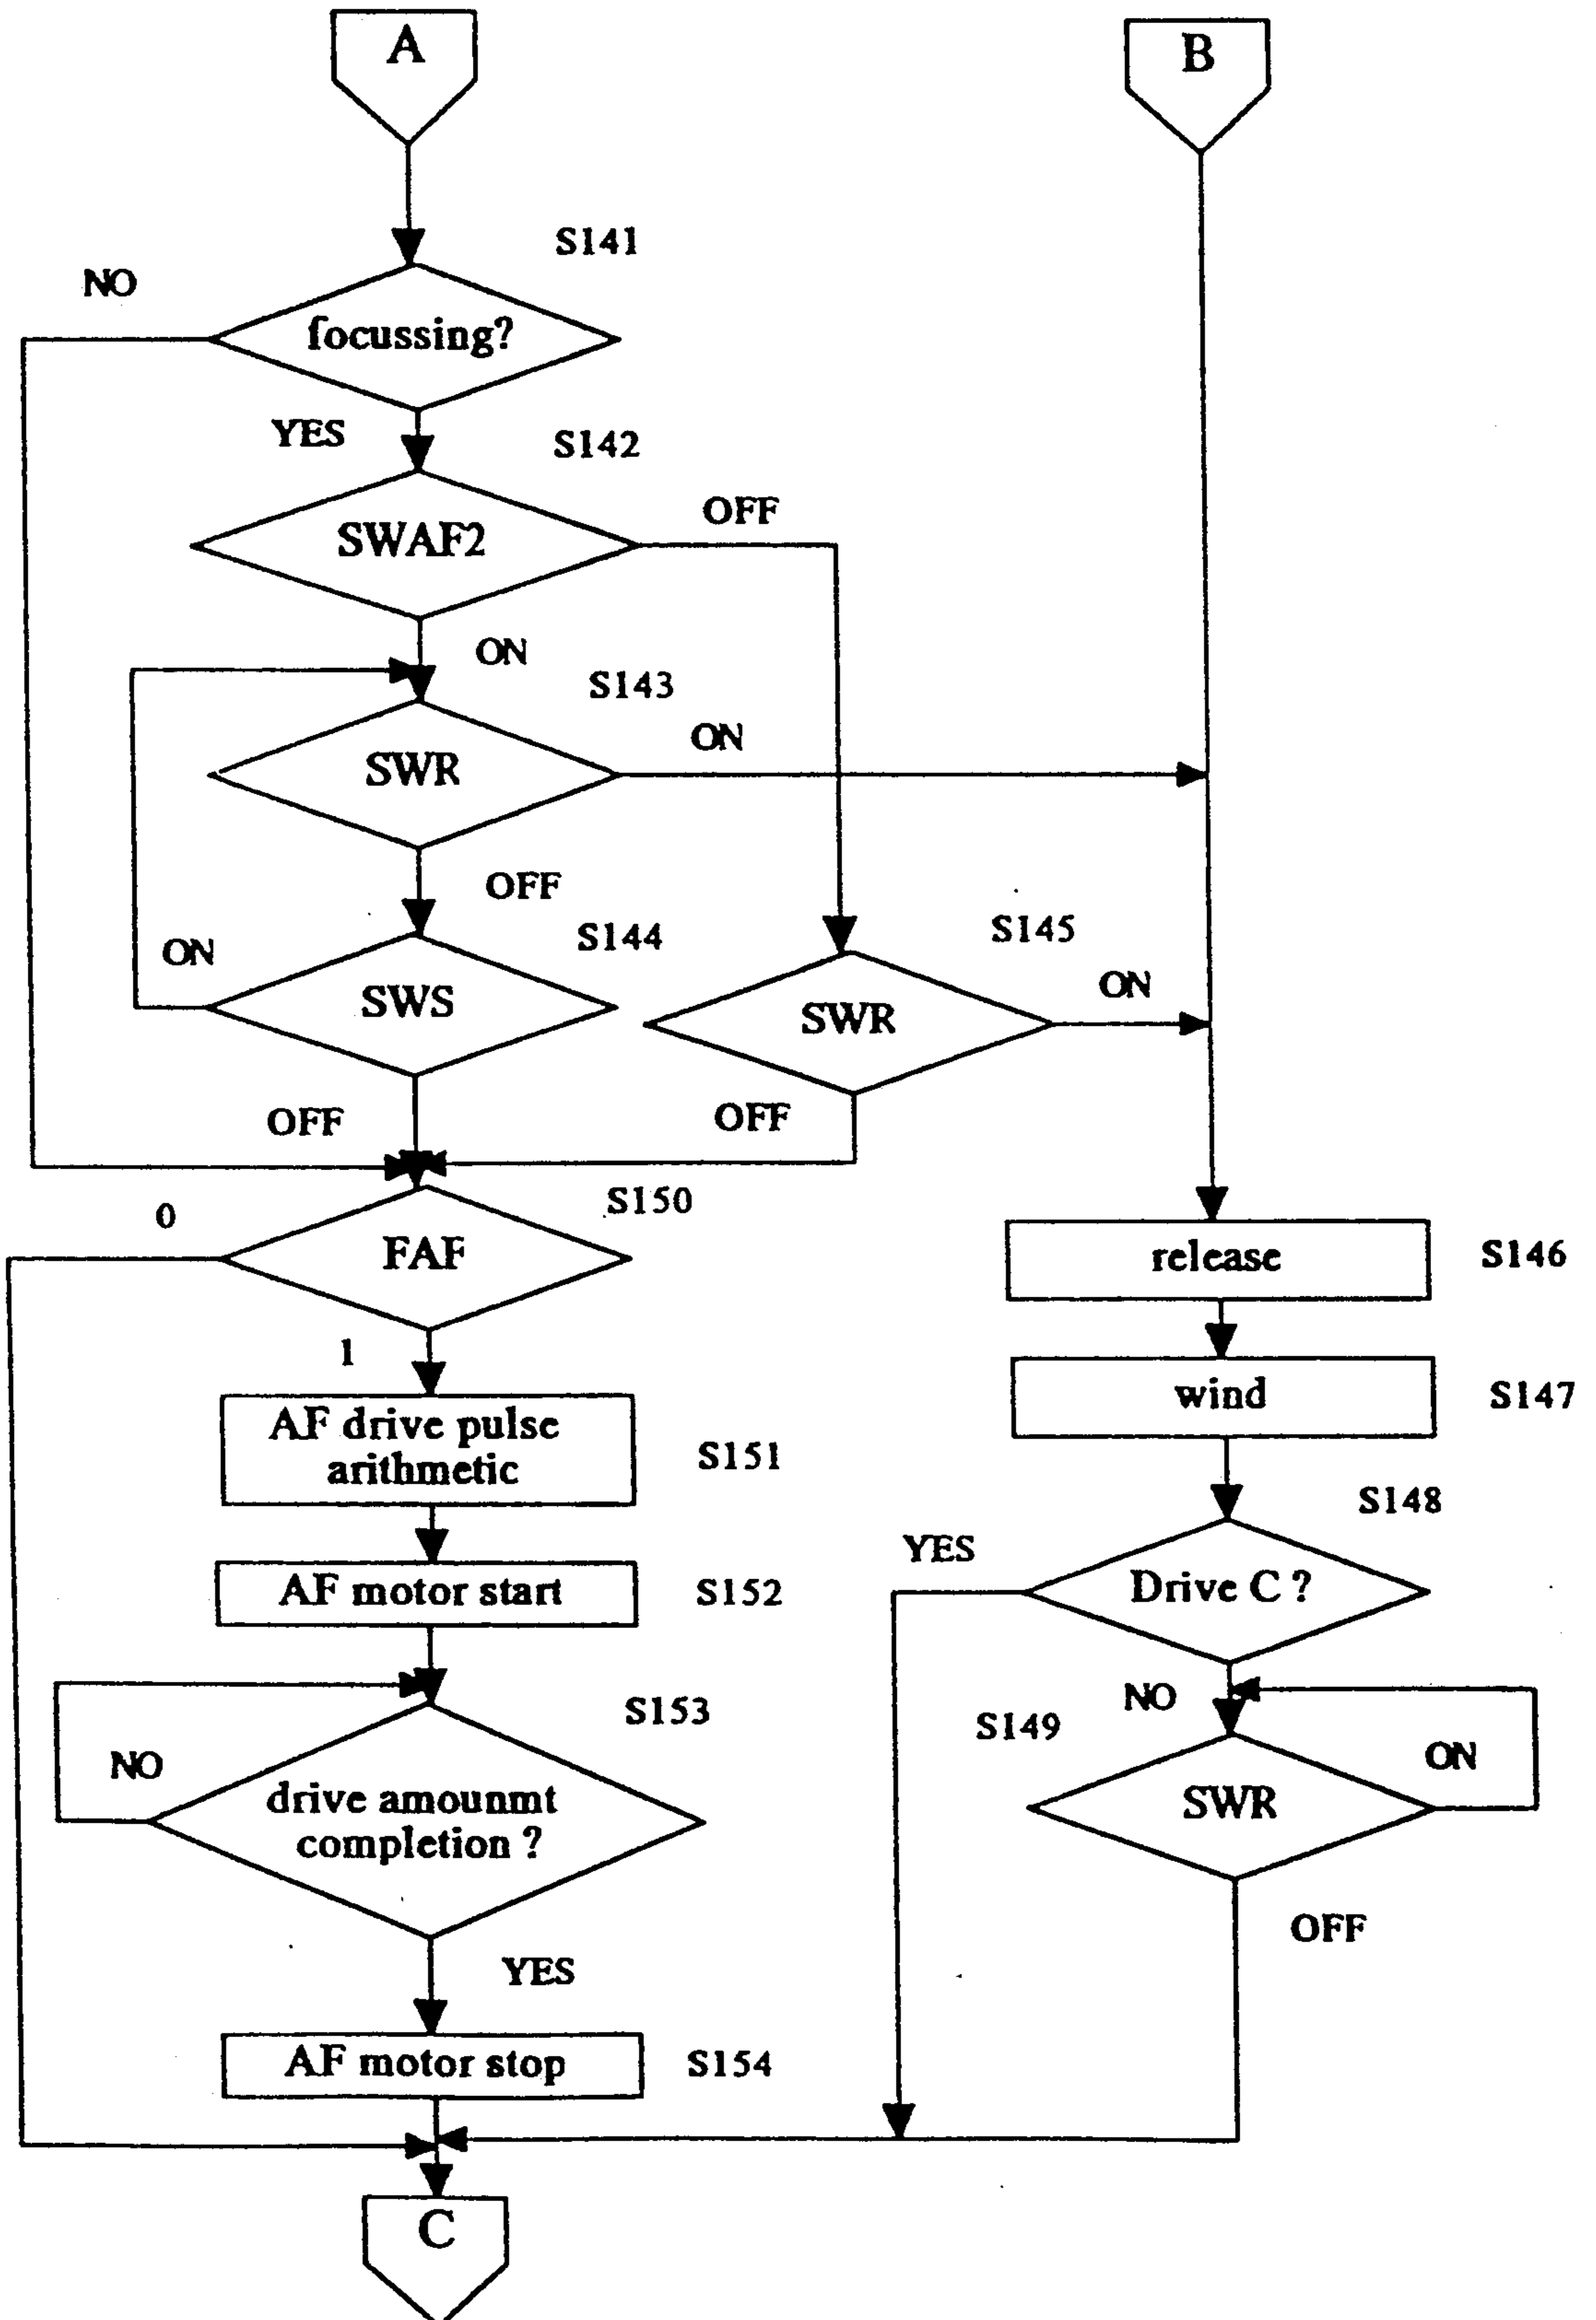 A
B
S141
NO
focussing?
YES
S142
OFF
SWAF2
ON
S143
ON
SWR
OFF
S144
S145
ON
ON
SWS
SWR
OFF
OFF
S150
0
FAF
release
S146
1
wind
S147
AF drive pulse
arithmetic
S151
S148
YES
AF motor start
S152
Drive C ?
NO
S153
S149
NO
ON
drive amounmt
completion ?
SWR
OFF
YES
AF motor stop
S154
C